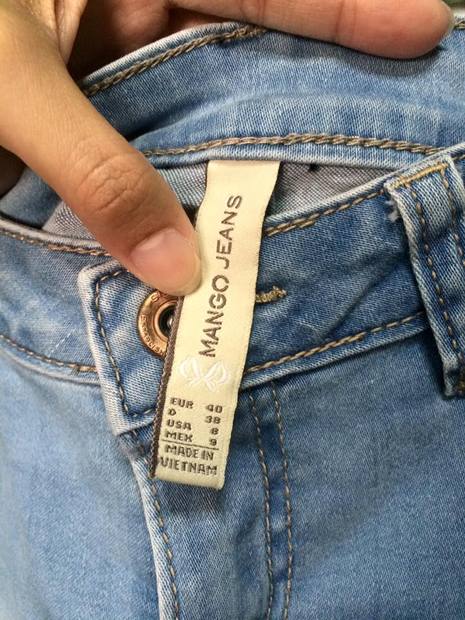 MANGO JEANS
EUR 40
D 38
USA 8
MEX 9
MADE IN
VIETNAM